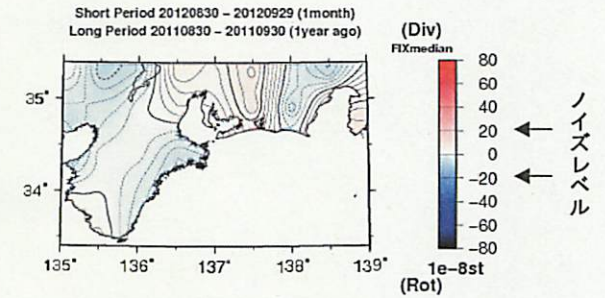 Short Period 20120830 – 20120929 (1month)
Long Period 20110830 – 20110930 (1year ago)
(Div)
FIXmedian
80
60
40
20
0
−20
−40
−60
−80
1e-8st
(Rot)
ノイズレベル
35°
34°
135° 136° 137° 138° 139°